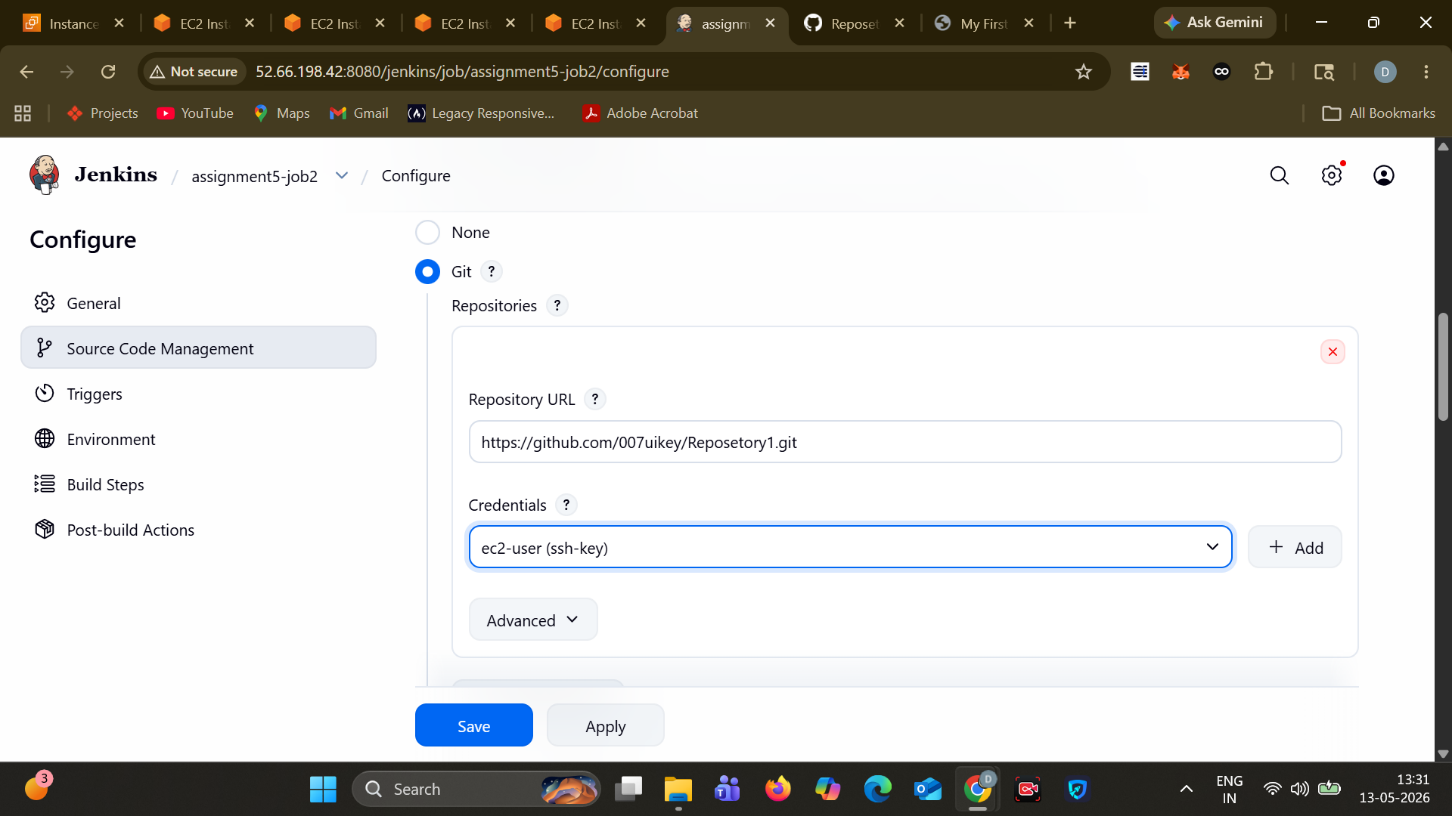 Instance
EC2 Inst
EC2 Inst
EC2 Inst
EC2 Inst
assignm
Reposet
My First
Ask Gemini
Not secure
52.66.198.42:8080/jenkins/job/assignment5-job2/configure
D
Projects
YouTube
Maps
Gmail
Legacy Responsive...
Adobe Acrobat
All Bookmarks
Jenkins / assignment5-job2 / Configure
Configure
General
Source Code Management
Triggers
Environment
Build Steps
Post-build Actions
None
Git ?
Repositories ?
Repository URL ?
https://github.com/007uikey/Reposetory1.git
Credentials ?
ec2-user (ssh-key)
+ Add
Advanced
Save
Apply
3
Search
D
ENG
IN
13:31
13-05-2026